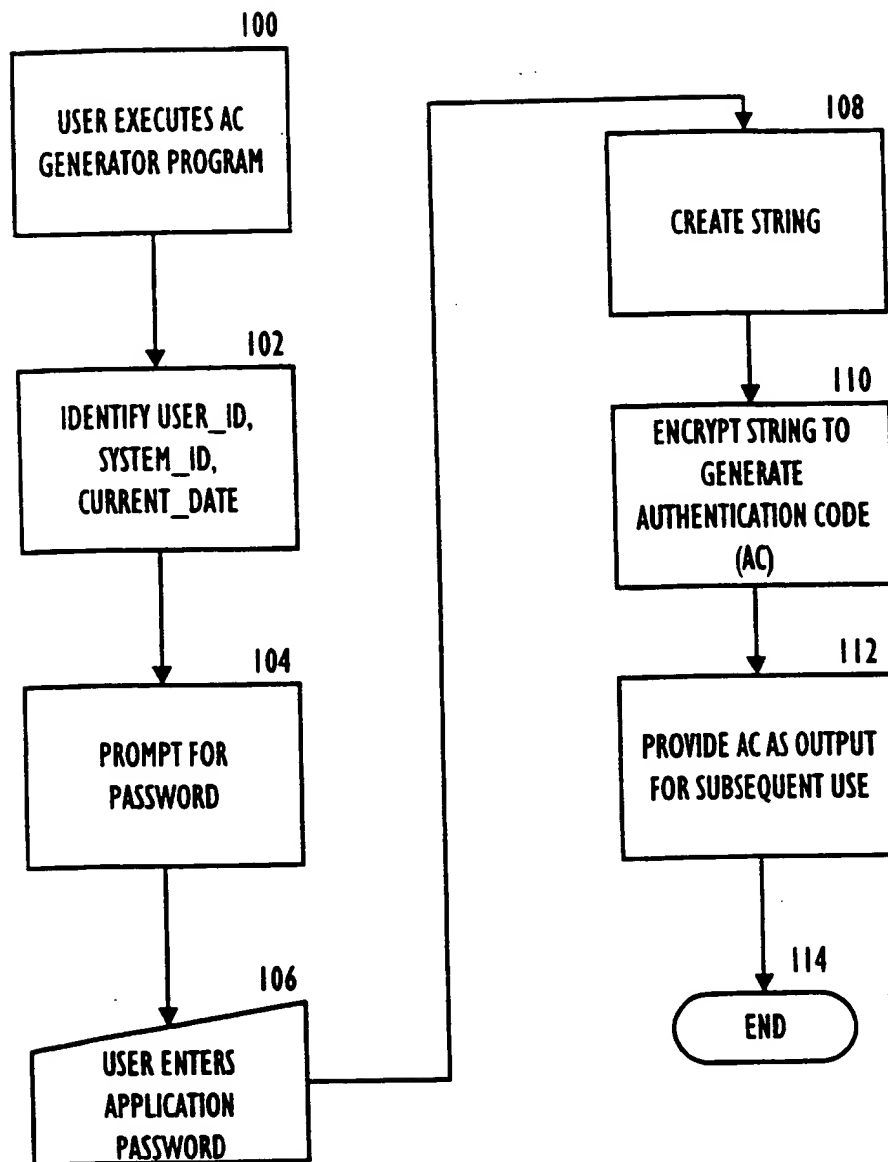 100
USER EXECUTES AC
GENERATOR PROGRAM
102
IDENTIFY USER_ID,
SYSTEM_ID,
CURRENT_DATE
104
PROMPT FOR
PASSWORD
106
USER ENTERS
APPLICATION
PASSWORD
108
CREATE STRING
110
ENCRYPT STRING TO
GENERATE
AUTHENTICATION CODE
(AC)
112
PROVIDE AC AS OUTPUT
FOR SUBSEQUENT USE
114
END